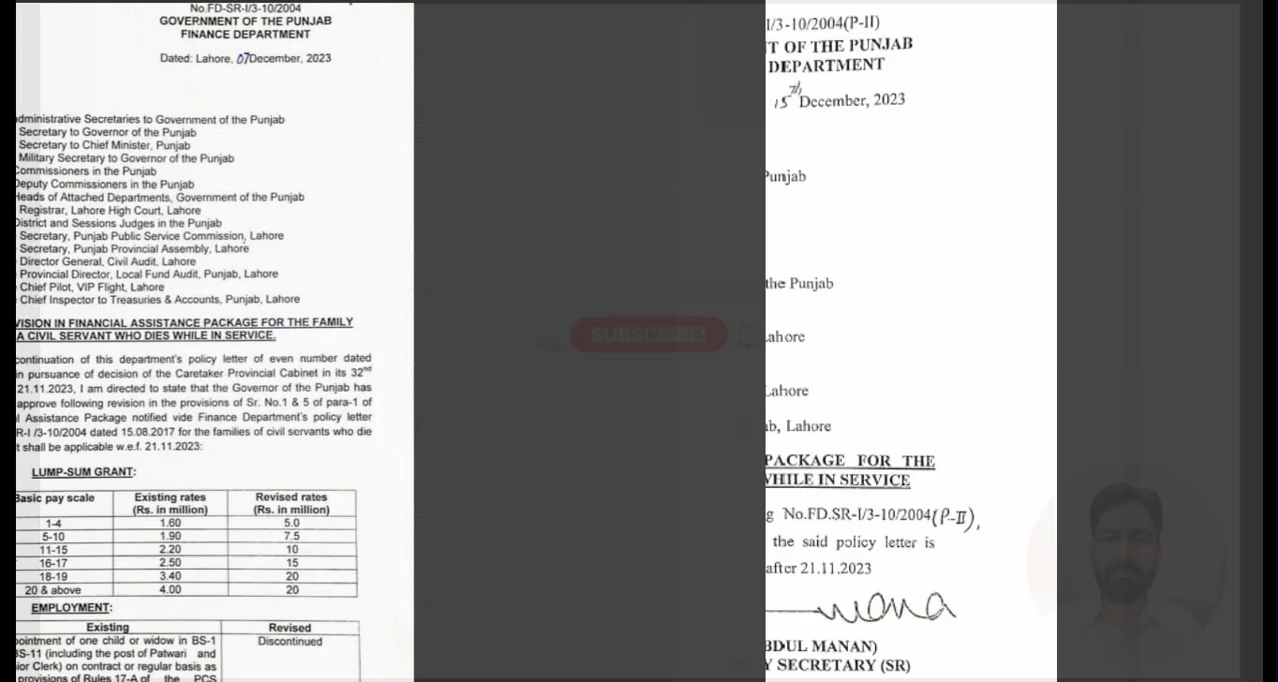 No.FD-SR-I/3-10/2004
GOVERNMENT OF THE PUNJAB
FINANCE DEPARTMENT
Dated: Lahore, 07 December, 2023
dministrative Secretaries to Government of the Punjab
Secretary to Governor of the Punjab
Secretary to Chief Minister, Punjab
Military Secretary to Governor of the Punjab
Commissioners in the Punjab
Deputy Commissioners in the Punjab
Heads of Attached Departments, Government of the Punjab
Registrar, Lahore High Court, Lahore
District and Sessions Judges in the Punjab
Secretary, Punjab Public Service Commission, Lahore
Secretary, Punjab Provincial Assembly, Lahore
Director General, Civil Audit, Lahore
Provincial Director, Local Fund Audit, Punjab, Lahore
Chief Pilot, VIP Flight, Lahore
Chief Inspector to Treasuries & Accounts, Punjab, Lahore
VISION IN FINANCIAL ASSISTANCE PACKAGE FOR THE FAMILY
A CIVIL SERVANT WHO DIES WHILE IN SERVICE.
continuation of this department's policy letter of even number dated
in pursuance of decision of the Caretaker Provincial Cabinet in its 32nd
21.11.2023, I am directed to state that the Governor of the Punjab has
approve following revision in the provisions of Sr. No.1 & 5 of para-1 of
l Assistance Package notified vide Finance Department's policy letter
R-I /3-10/2004 dated 15.08.2017 for the families of civil servants who die
t shall be applicable w.e.f. 21.11.2023:
LUMP-SUM GRANT:
Basic pay scale Existing rates (Rs. in million) Revised rates (Rs. in million)
1-4 1.60 5.0
5-10 1.90 7.5
11-15 2.20 10
16-17 2.50 15
18-19 3.40 20
20 & above 4.00 20
EMPLOYMENT:
Existing Revised
pointment of one child or widow in BS-1 Discontinued
BS-11 (including the post of Patwari and
ior Clerk) on contract or regular basis as
provisions of Rules 17-A of the PCS
SUBSCRIBE!
I/3-10/2004(P-II)
T OF THE PUNJAB
DEPARTMENT
15th December, 2023
Punjab
the Punjab
Lahore
Lahore
ab, Lahore
PACKAGE FOR THE
WHILE IN SERVICE
g No.FD.SR-I/3-10/2004(P-II),
the said policy letter is
after 21.11.2023
BDUL MANAN)
Y SECRETARY (SR)